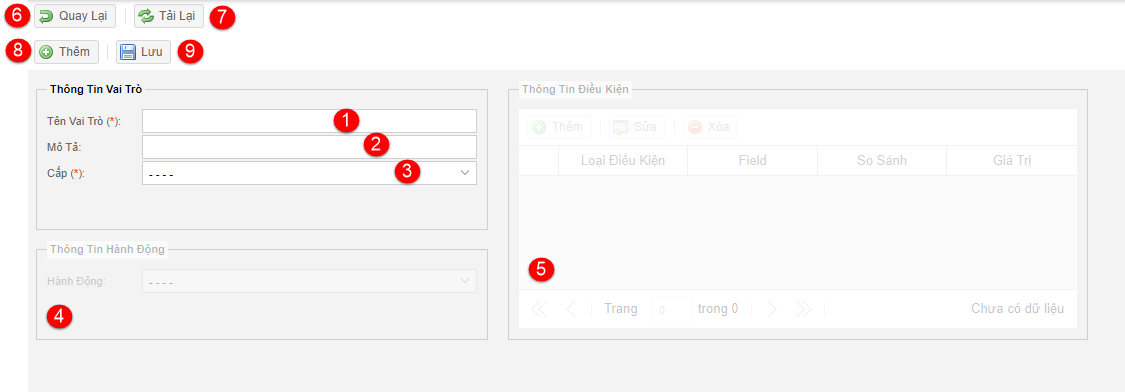 6 Quay Lại Tải Lại 7
8 Thêm Lưu 9
Thông Tin Vai Trò
Tên Vai Trò (*): 1
Mô Tả: 2
Cấp (*): - - - - 3
Thông Tin Hành Động
Hành Động: - - - -
4
Thông Tin Điều Kiện
Thêm Sửa Xóa
Loại Điều Kiện Field So Sánh Giá Trị
5
Trang 0 trong 0 Chưa có dữ liệu